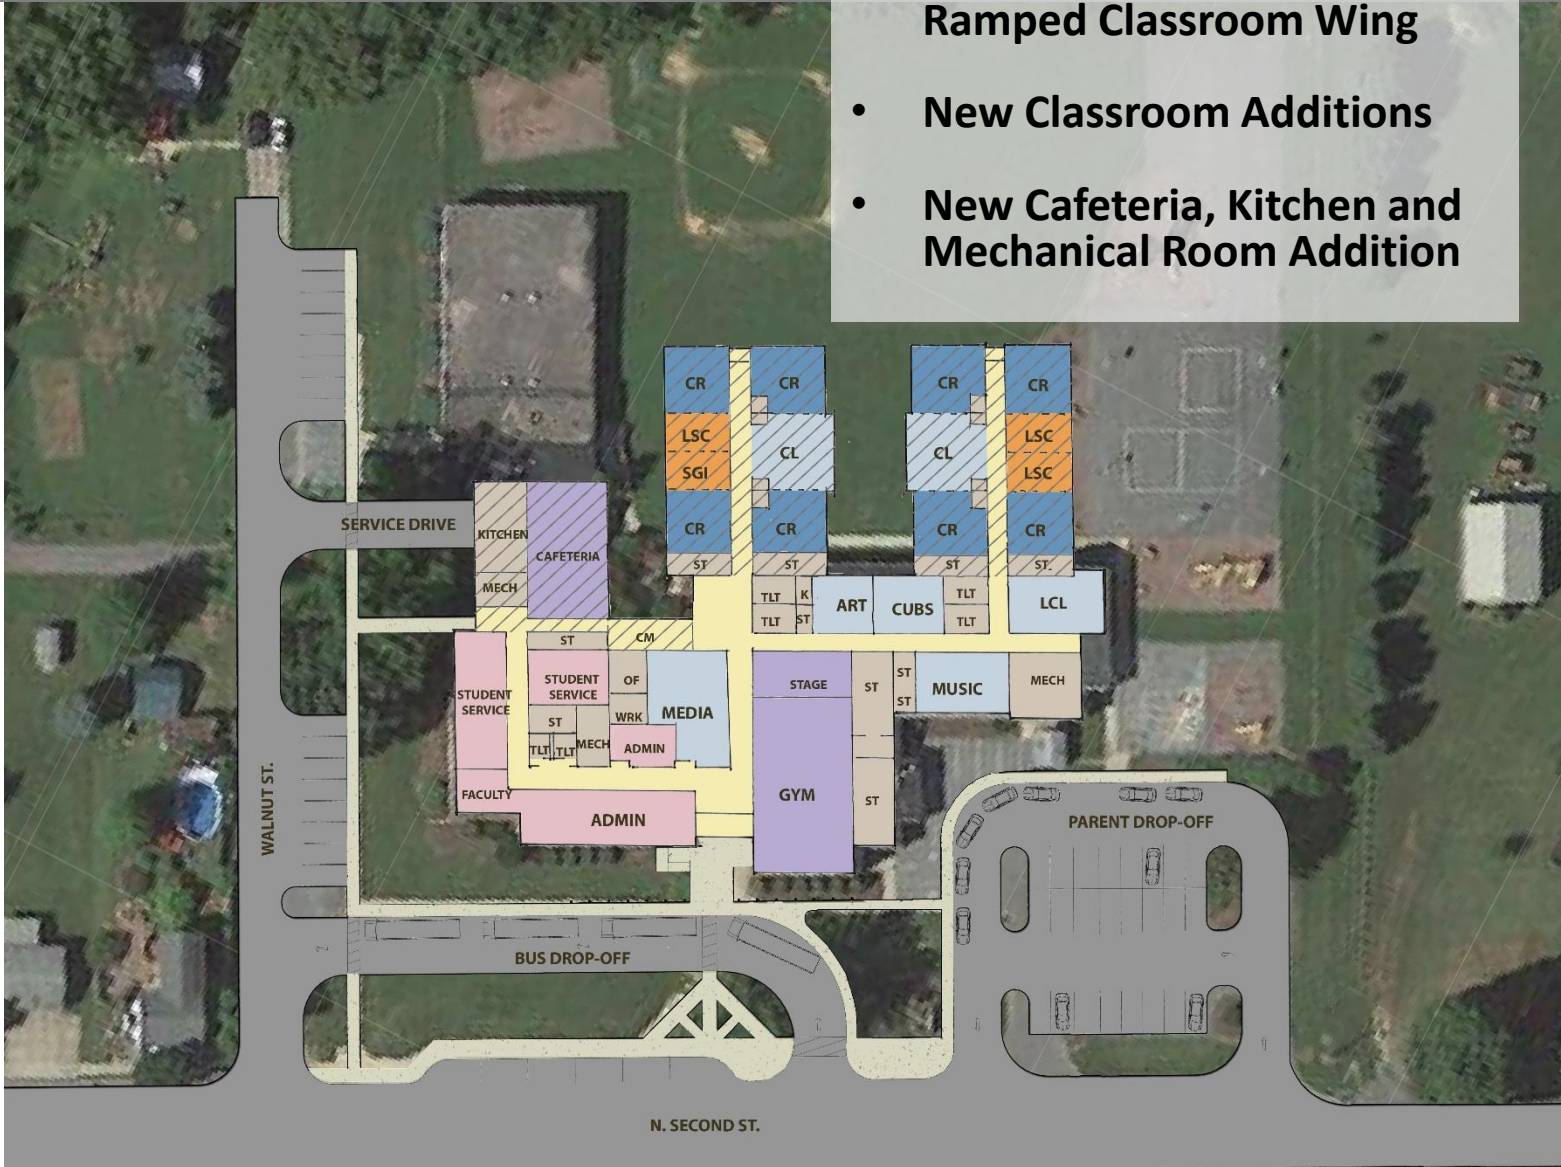 Ramped Classroom Wing
• New Classroom Additions
• New Cafeteria, Kitchen and
Mechanical Room Addition
CR
CR
CR
CR
LSC
SGI
CL
CL
LSC
LSC
CR
CR
CR
CR
ST
ST
ST
ST
SERVICE DRIVE
KITCHEN
CAFETERIA
MECH
TLT
K
TLT
ST
ART
CUBS
TLT
TLT
LCL
ST
CM
STUDENT
SERVICE
STUDENT
SERVICE
OF
WRK
ST
TLT
TLT
MECH
ADMIN
MEDIA
STAGE
ST
ST
ST
MUSIC
MECH
FACULTY
ADMIN
GYM
ST
WALNUT ST.
PARENT DROP-OFF
BUS DROP-OFF
N. SECOND ST.